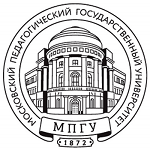 МОСКОВСКИЙ ПЕДАГОГИЧЕСКИЙ ГОСУДАРСТВЕННЫЙ УНИВЕРСИТЕТ
МПГУ
1872